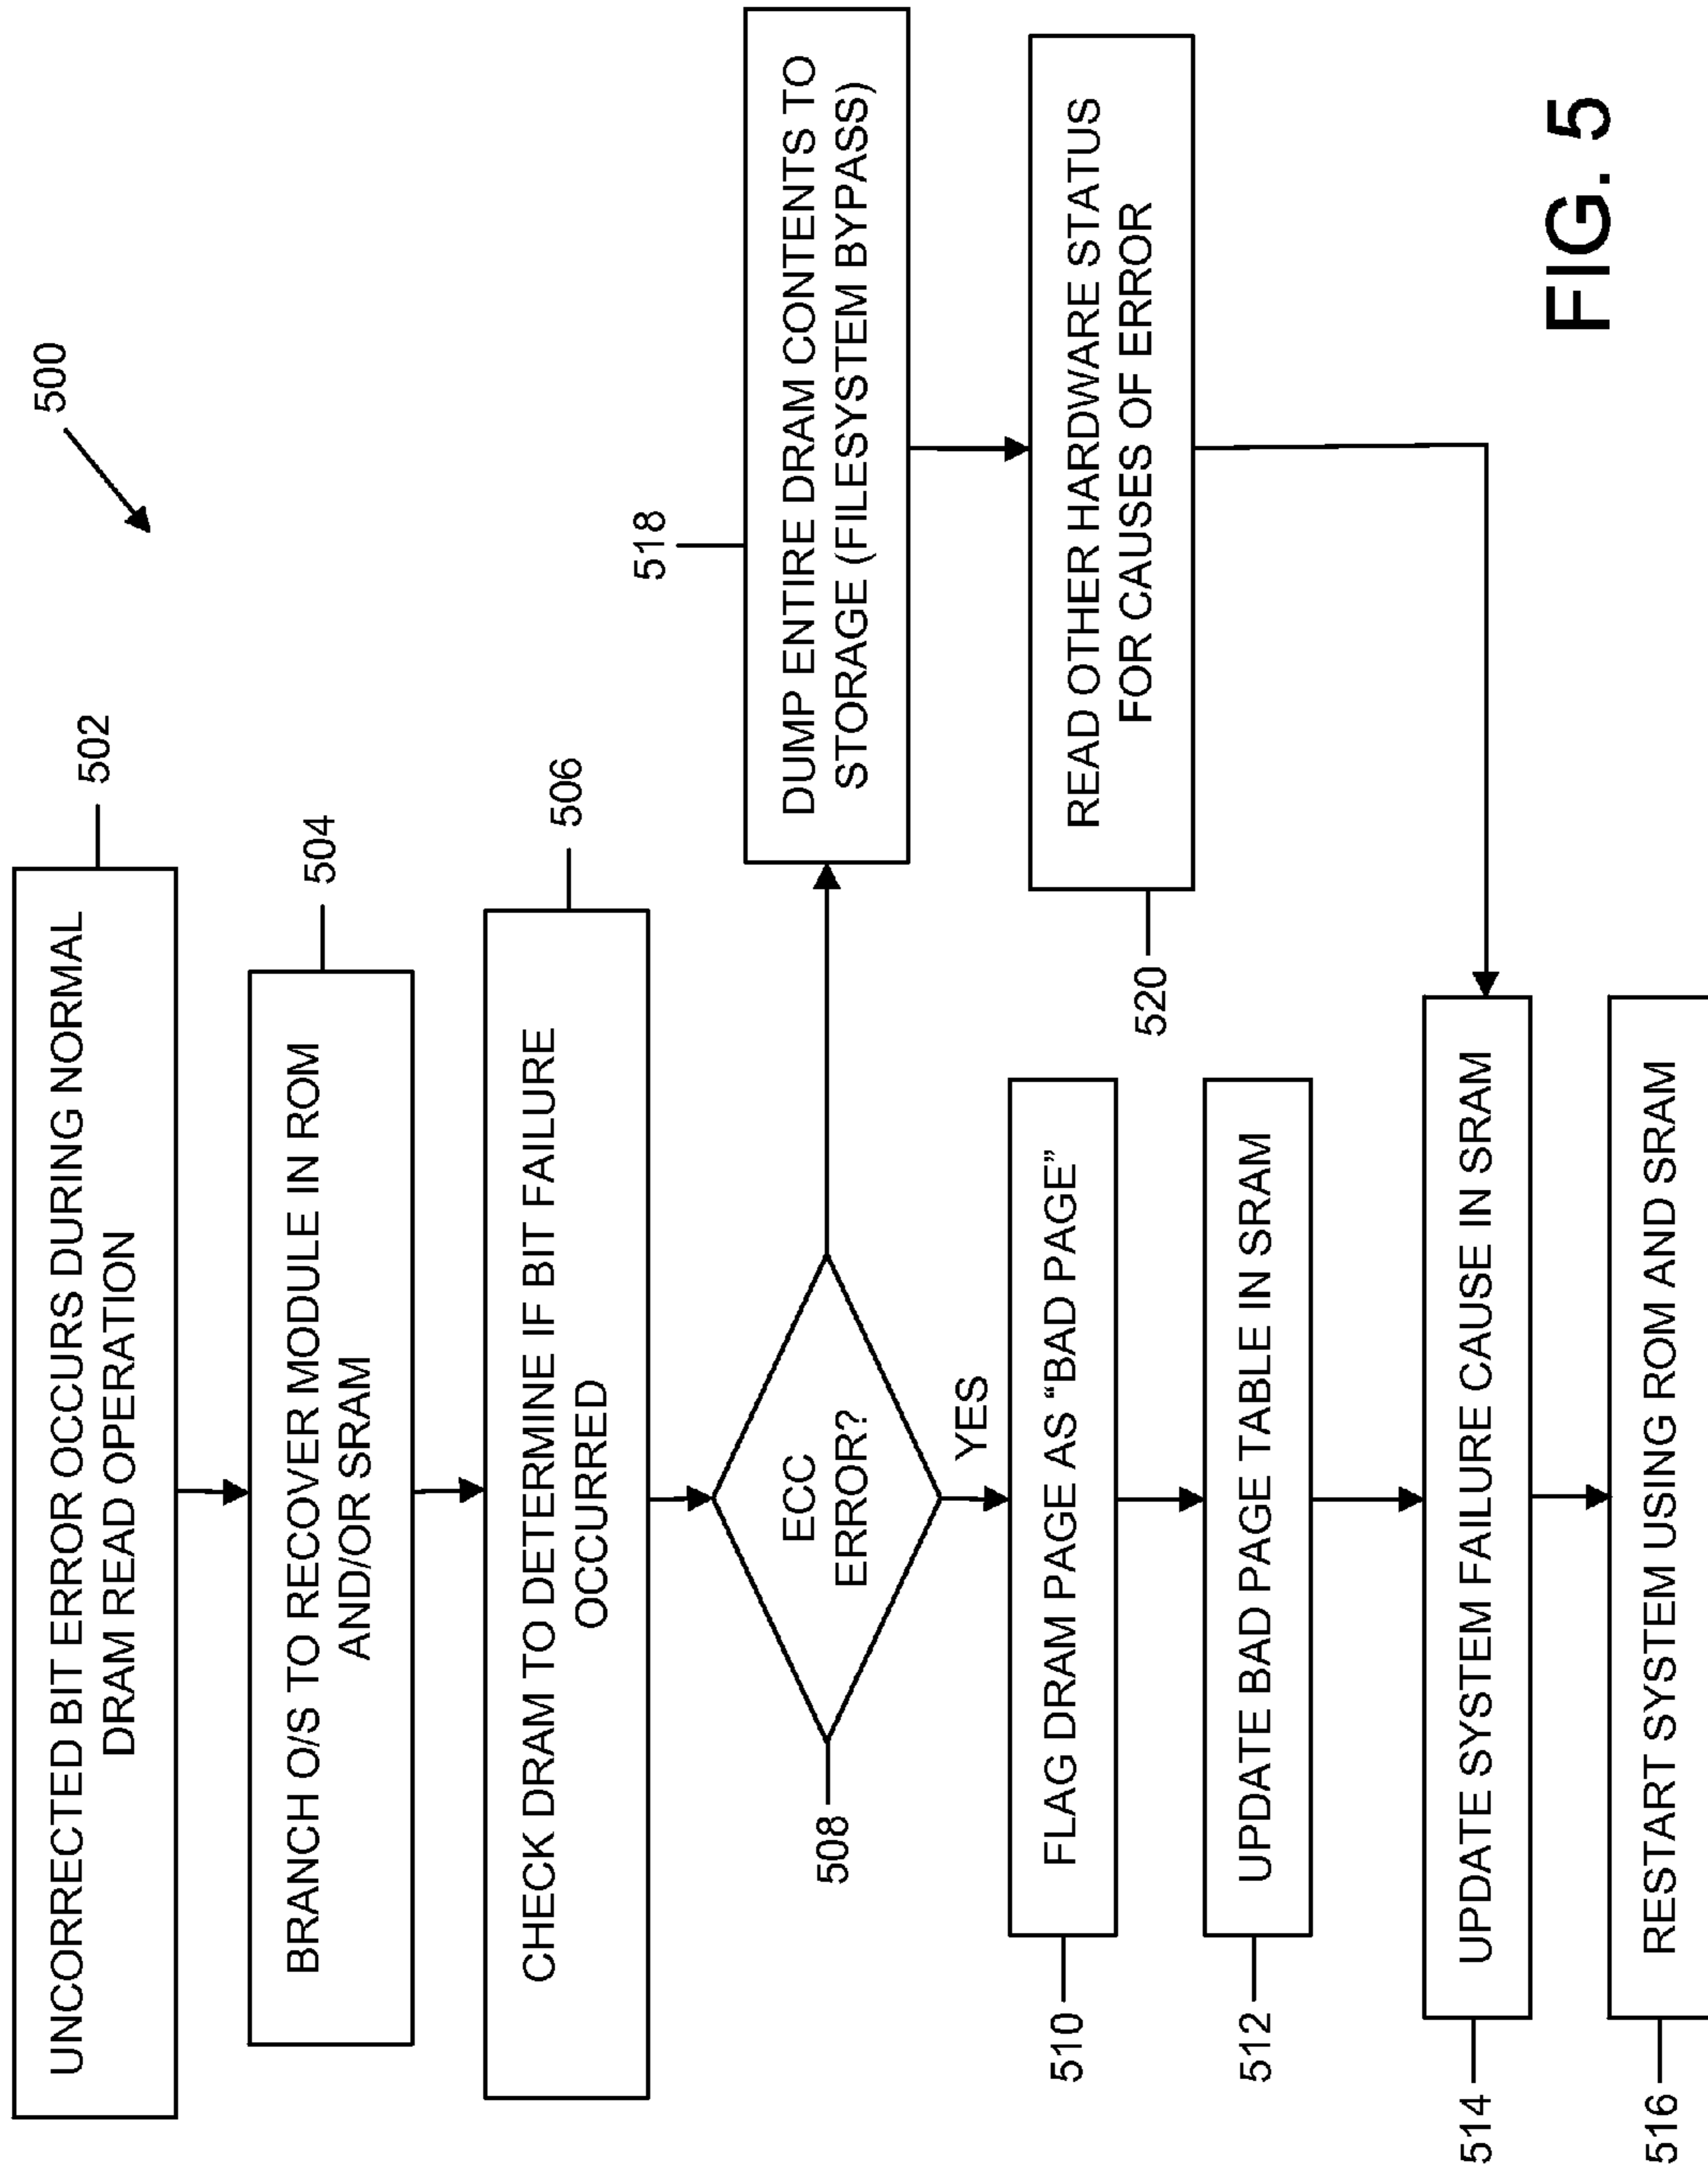 500
UNCORRECTED BIT ERROR OCCURS DURING NORMAL
DRAM READ OPERATION
502
BRANCH O/S TO RECOVER MODULE IN ROM
AND/OR SRAM
504
CHECK DRAM TO DETERMINE IF BIT FAILURE
OCCURRED
506
ECC
ERROR?
508
YES
FLAG DRAM PAGE AS “BAD PAGE”
510
UPDATE BAD PAGE TABLE IN SRAM
512
UPDATE SYSTEM FAILURE CAUSE IN SRAM
514
RESTART SYSTEM USING ROM AND SRAM
516
518
DUMP ENTIRE DRAM CONTENTS TO
STORAGE (FILESYSTEM BYPASS)
READ OTHER HARDWARE STATUS
FOR CAUSES OF ERROR
520
FIG. 5